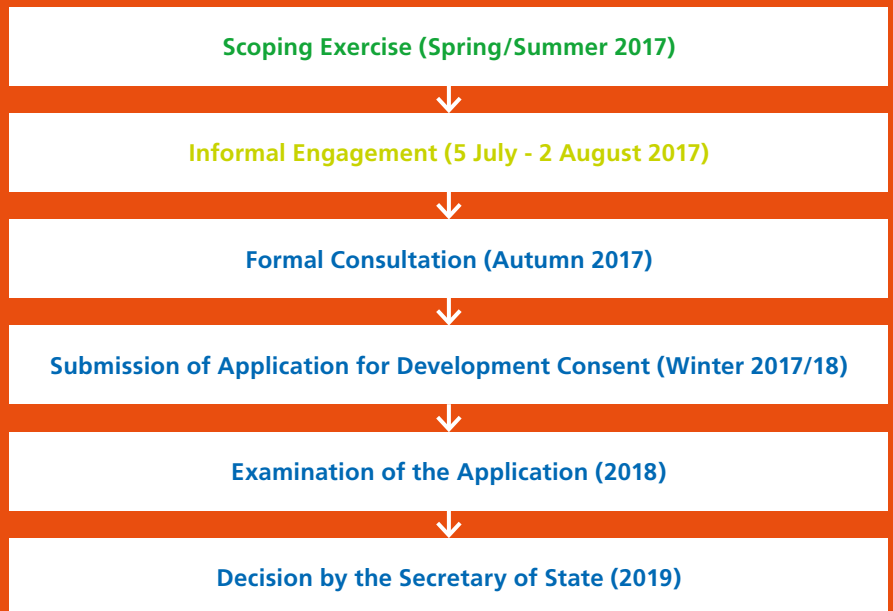 Scoping Exercise (Spring/Summer 2017)
Informal Engagement (5 July - 2 August 2017)
Formal Consultation (Autumn 2017)
Submission of Application for Development Consent (Winter 2017/18)
Examination of the Application (2018)
Decision by the Secretary of State (2019)